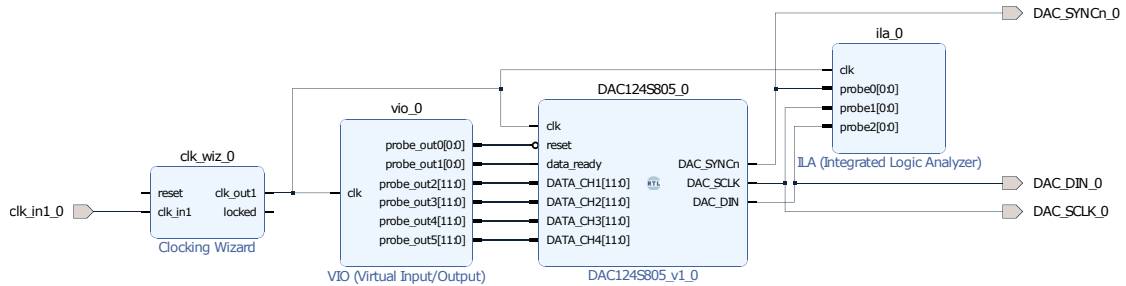 DAC_SYNCn_0
ila_0
clk
probe0[0:0]
probe1[0:0]
probe2[0:0]
ILA (Integrated Logic Analyzer)
DAC124S805_0
clk
reset
data_ready
DATA_CH1[11:0]
DATA_CH2[11:0]
DATA_CH3[11:0]
DATA_CH4[11:0]
DAC_SYNCn
DAC_SCLK
DAC_DIN
RTL
DAC124S805_v1_0
vio_0
clk
probe_out0[0:0]
probe_out1[0:0]
probe_out2[11:0]
probe_out3[11:0]
probe_out4[11:0]
probe_out5[11:0]
VIO (Virtual Input/Output)
clk_wiz_0
reset
clk_in1
clk_out1
locked
Clocking Wizard
clk_in1_0
DAC_DIN_0
DAC_SCLK_0